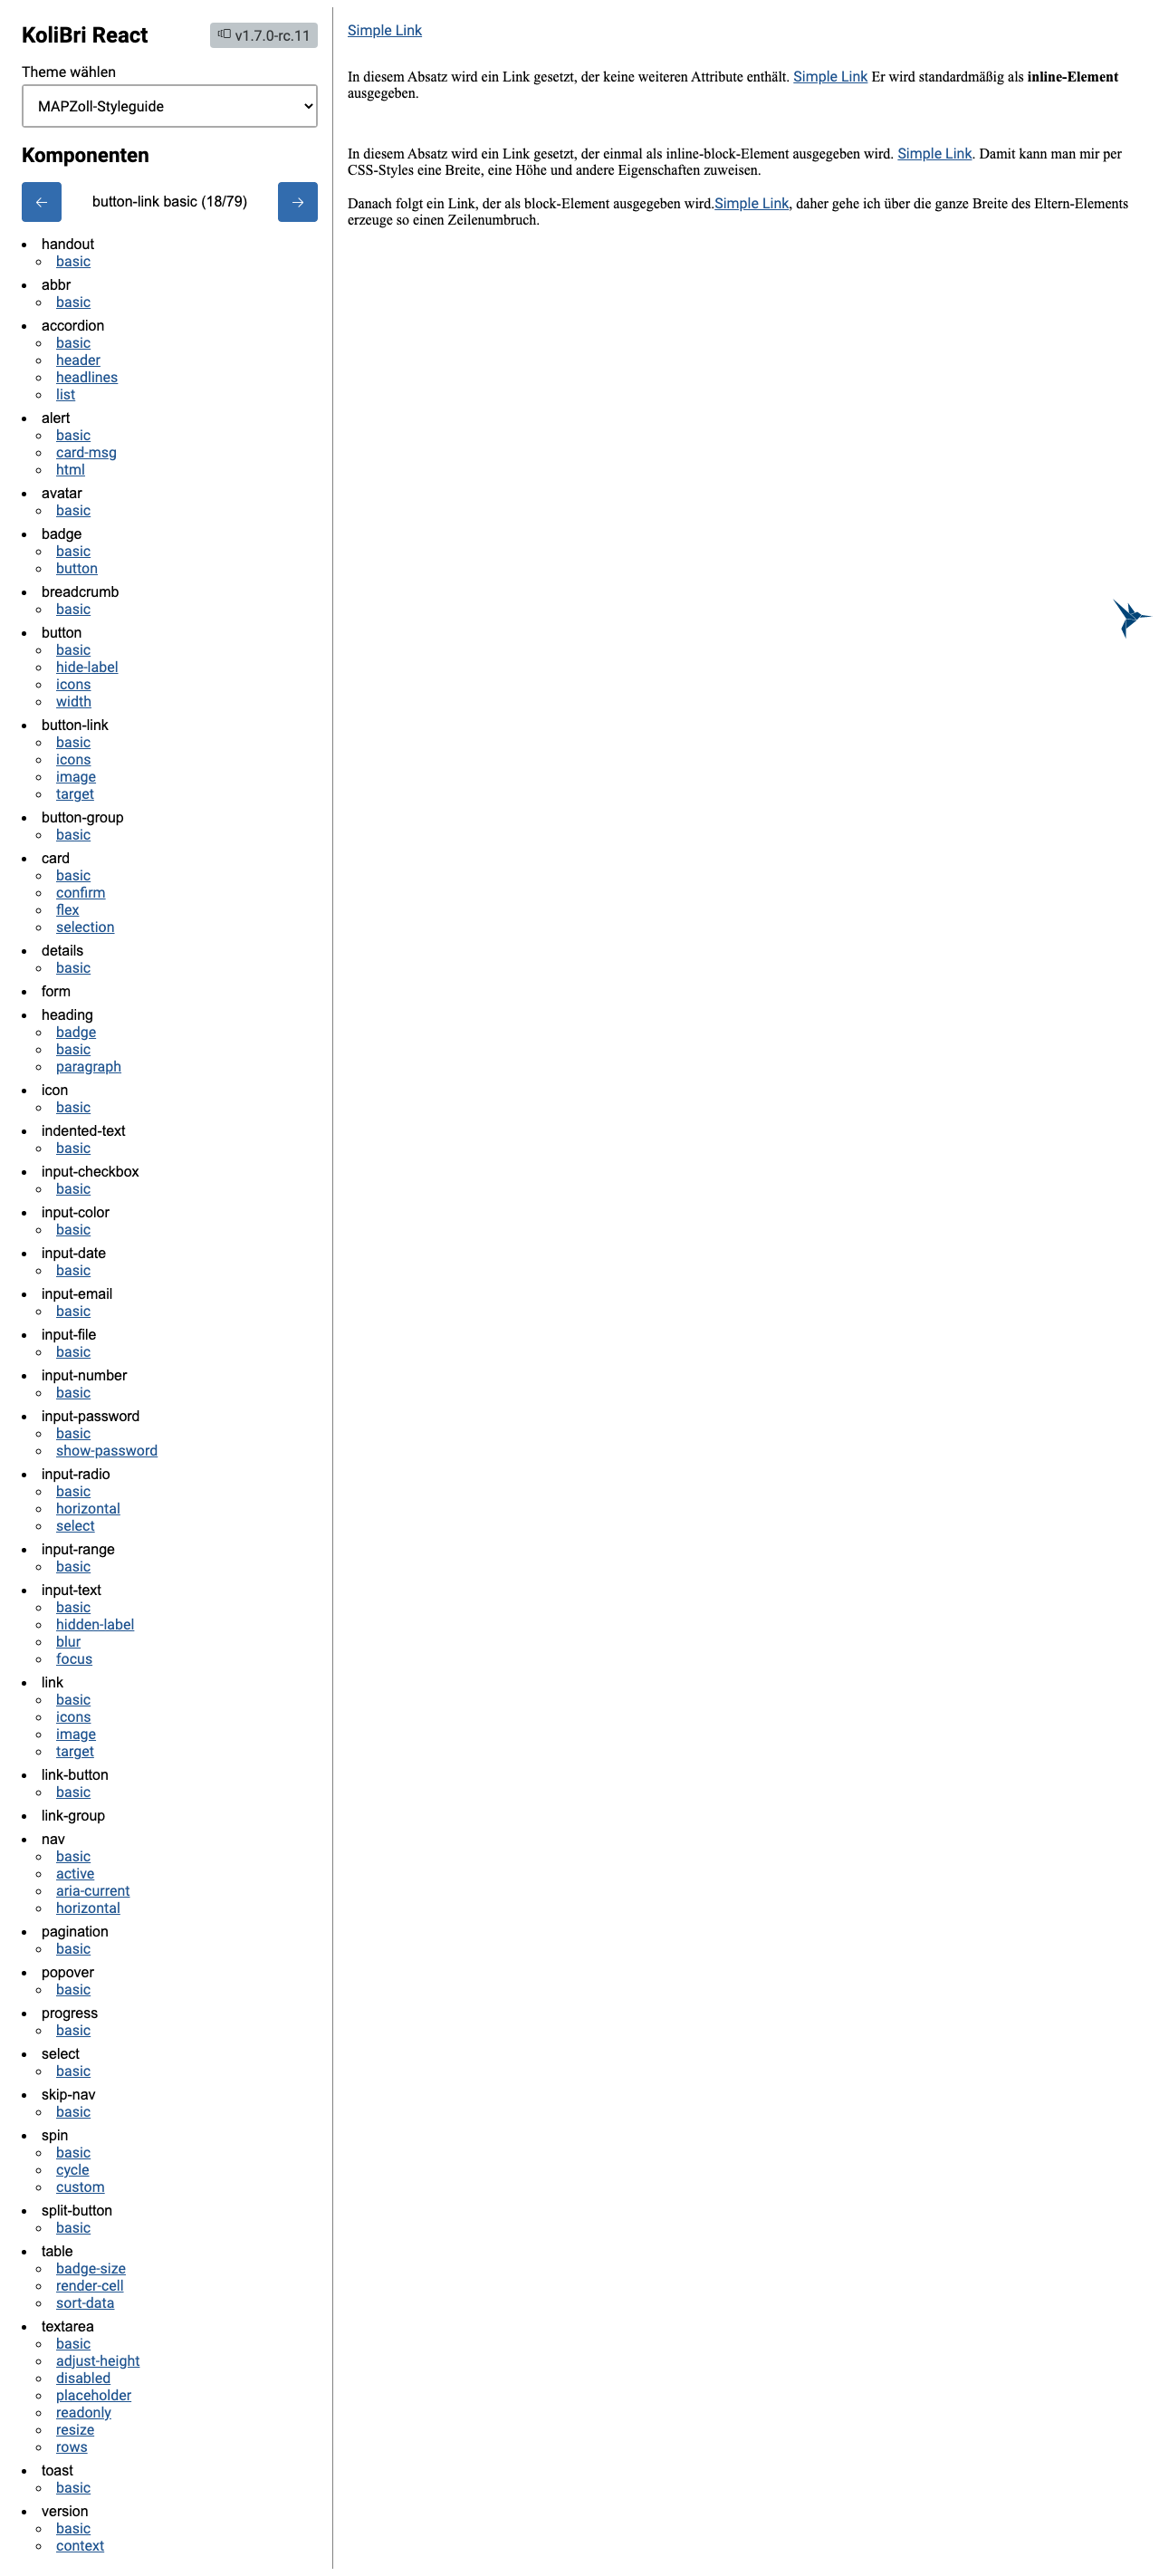 KoliBri React
v1.7.0-rc.11
Theme wählen
MAPZoll-Styleguide
Komponenten
button-link basic (18/79)
handout
basic
abbr
basic
accordion
basic
header
headlines
list
alert
basic
card-msg
html
avatar
basic
badge
basic
button
breadcrumb
basic
button
basic
hide-label
icons
width
button-link
basic
icons
image
target
button-group
basic
card
basic
confirm
flex
selection
details
basic
form
heading
badge
basic
paragraph
icon
basic
indented-text
basic
input-checkbox
basic
input-color
basic
input-date
basic
input-email
basic
input-file
basic
input-number
basic
input-password
basic
show-password
input-radio
basic
horizontal
select
input-range
basic
input-text
basic
hidden-label
blur
focus
link
basic
icons
image
target
link-button
basic
link-group
nav
basic
active
aria-current
horizontal
pagination
basic
popover
basic
progress
basic
select
basic
skip-nav
basic
spin
basic
cycle
custom
split-button
basic
table
badge-size
render-cell
sort-data
textarea
basic
adjust-height
disabled
placeholder
readonly
resize
rows
toast
basic
version
basic
context
Simple Link
In diesem Absatz wird ein Link gesetzt, der keine weiteren Attribute enthält. Simple Link Er wird standardmäßig als inline-Element
ausgegeben.
In diesem Absatz wird ein Link gesetzt, der einmal als inline-block-Element ausgegeben wird. Simple Link. Damit kann man mir per
CSS-Styles eine Breite, eine Höhe und andere Eigenschaften zuweisen.
Danach folgt ein Link, der als block-Element ausgegeben wird.Simple Link, daher gehe ich über die ganze Breite des Eltern-Elements
erzeuge so einen Zeilenumbruch.